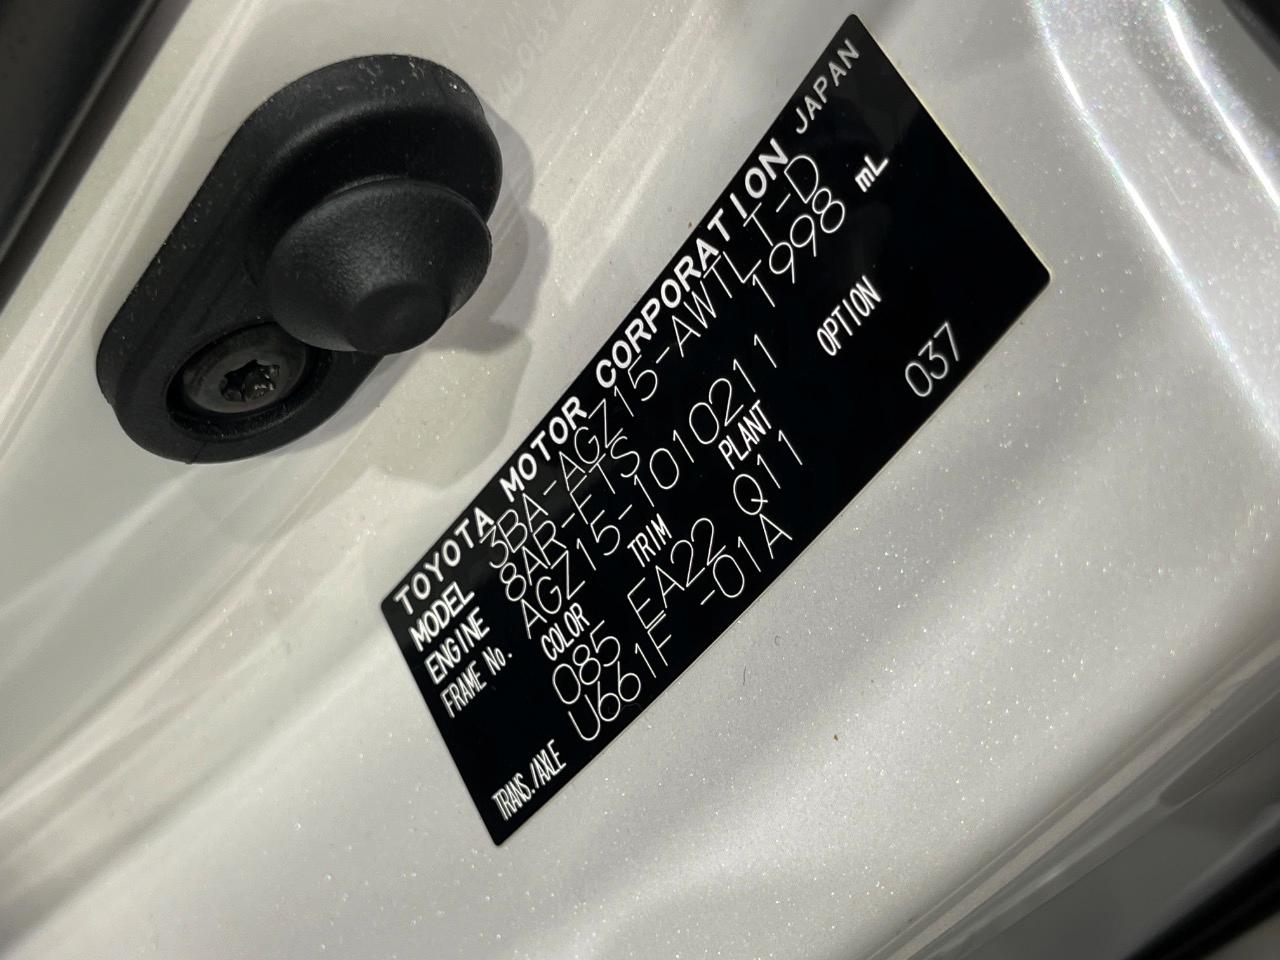 TOYOTA MOTOR CORPORATION JAPAN
MODEL 3BA-AGZ15-AWTLT-D
ENGINE 8AR-FTS 1998 mL
FRAME No. AGZ15-1010211
COLOR TRIM PLANT OPTION
085 EA22 Q11 037
TRANS./AXLE U661F -01A